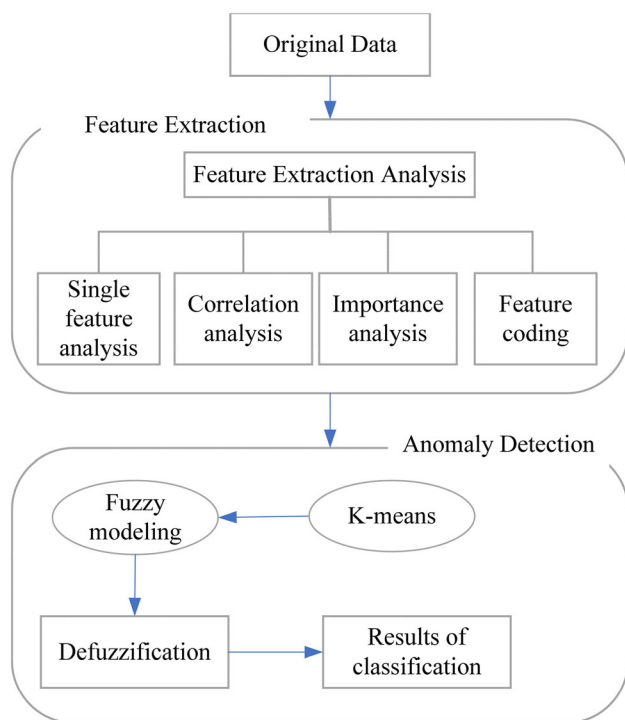 Original Data
Feature Extraction
Feature Extraction Analysis
Single
feature
analysis
Correlation
analysis
Importance
analysis
Feature
coding
Anomaly Detection
Fuzzy
modeling
K-means
Defuzzification
Results of
classification